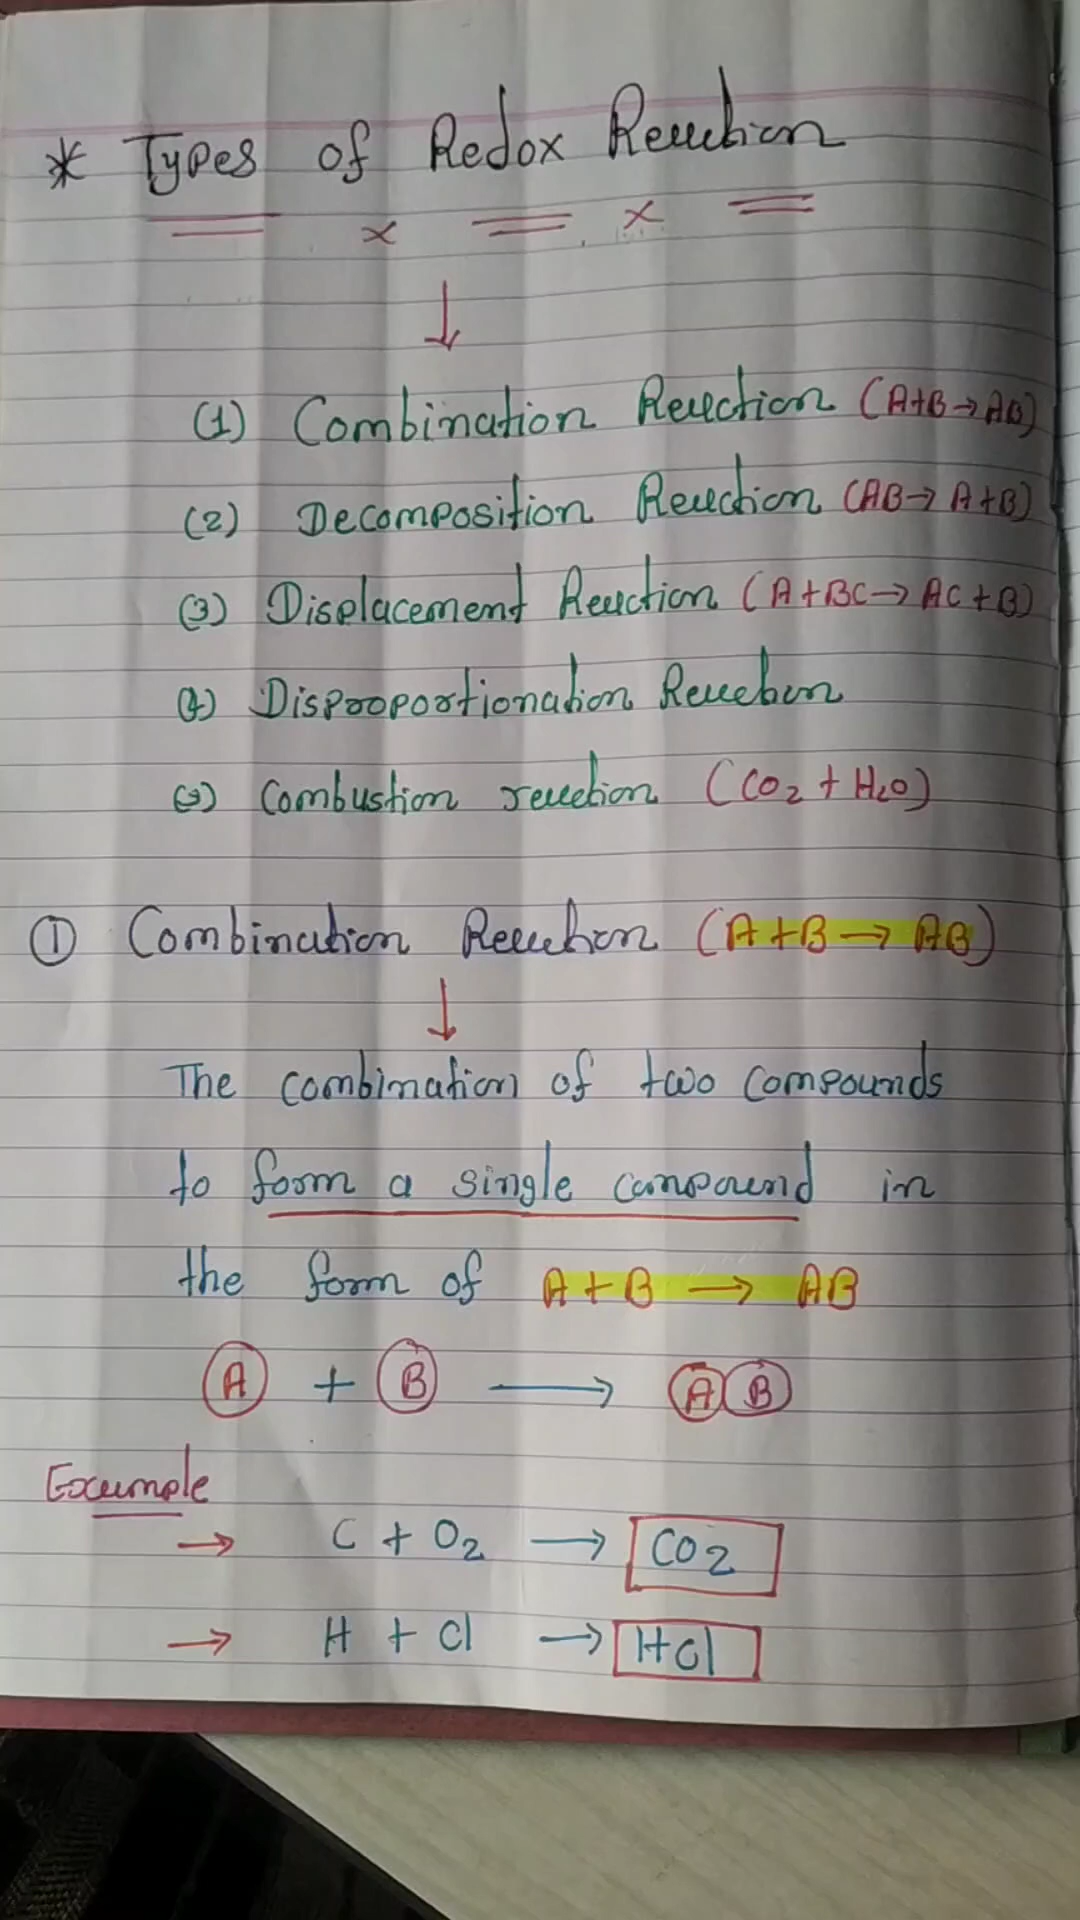 * Types of Redox Reaction
(1) Combination Reaction (A+B→AB)
(2) Decomposition Reaction (AB→ A+B)
(3) Displacement Reaction (A+BC→ AC+B)
(4) Disproportionation Reaction
(5) Combustion reaction (CO2 + H2O)
① Combination Reaction (A+B → AB)
The combination of two compounds
to form a single compound in
the form of A+B → AB
A + B → A B
Example
→ C + O2 → CO2
→ H + Cl → HCl